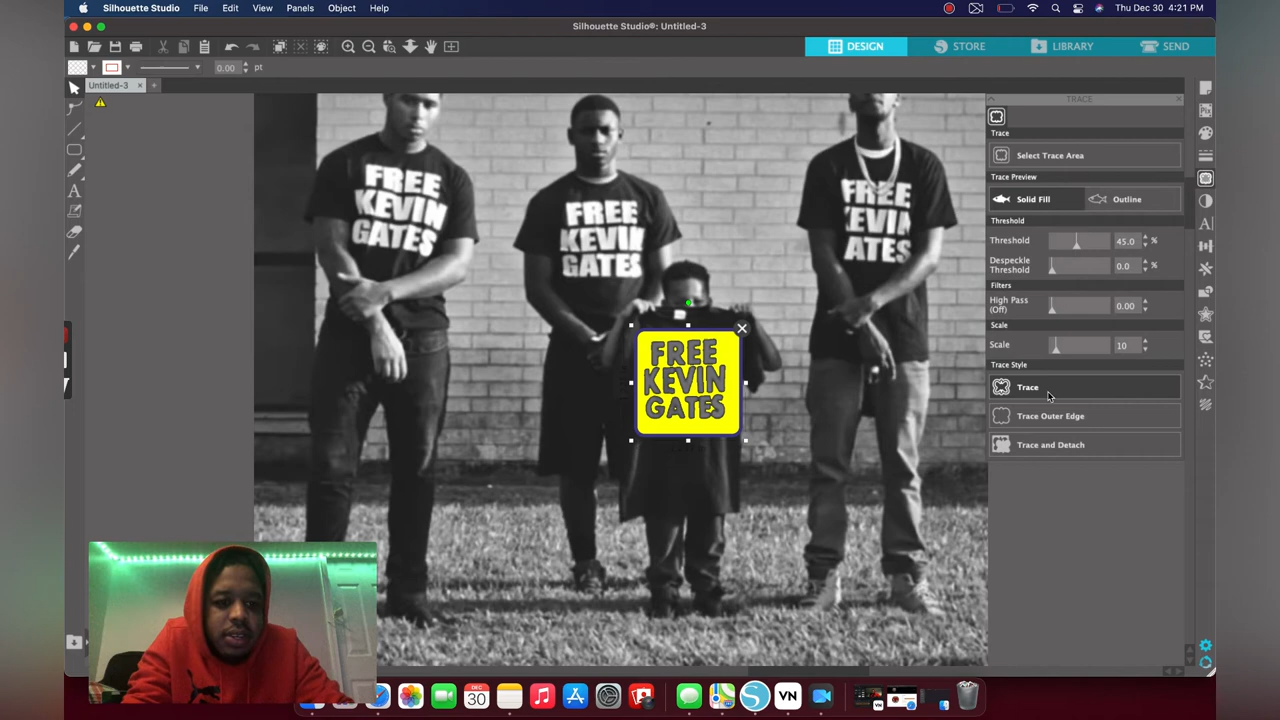 Silhouette Studio File Edit View Panels Object Help Thu Dec 30 4:21 PM
Silhouette Studio®: Untitled-3
DESIGN STORE LIBRARY SEND
0.00 pt
Untitled-3
TRACE
Trace
Select Trace Area
Trace Preview
Solid Fill Outline
Threshold
Threshold 45.0 %
Despeckle
Threshold 0.0 %
Filters
High Pass
(Off) 0.00
Scale
Scale 10
Trace Style
Trace
Trace Outer Edge
Trace and Detach
FREE
KEVIN
GATES
FREE
KEVIN
GATES
FREE
KEVIN
GATES
FREE
KEVIN
GATES
DEC
30
VN